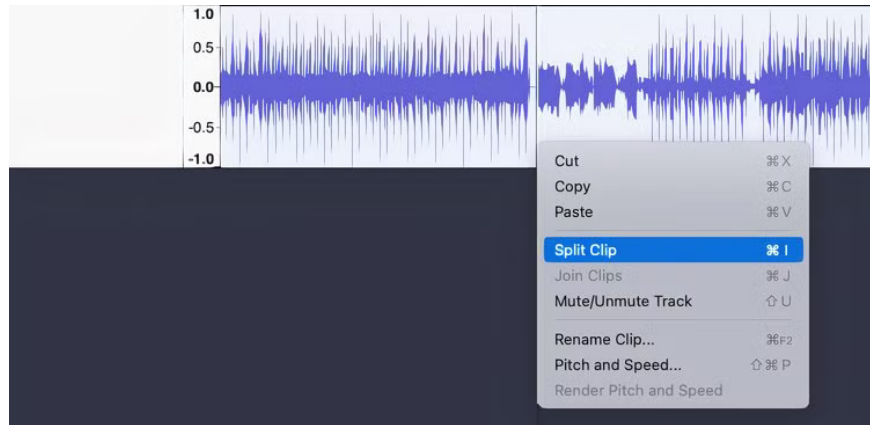 1.0
0.5
0.0
-0.5
-1.0
Cut ⌘ X
Copy ⌘ C
Paste ⌘ V
Split Clip ⌘ I
Join Clips ⌘ J
Mute/Unmute Track ⇧ U
Rename Clip... ⌘F2
Pitch and Speed... ⇧ ⌘ P
Render Pitch and Speed